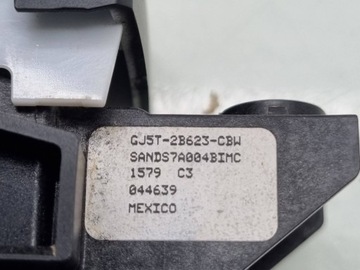 GJ5T-2B623-CBW
SANDS7A004BIMC
1579 C3
044639
MEXICO